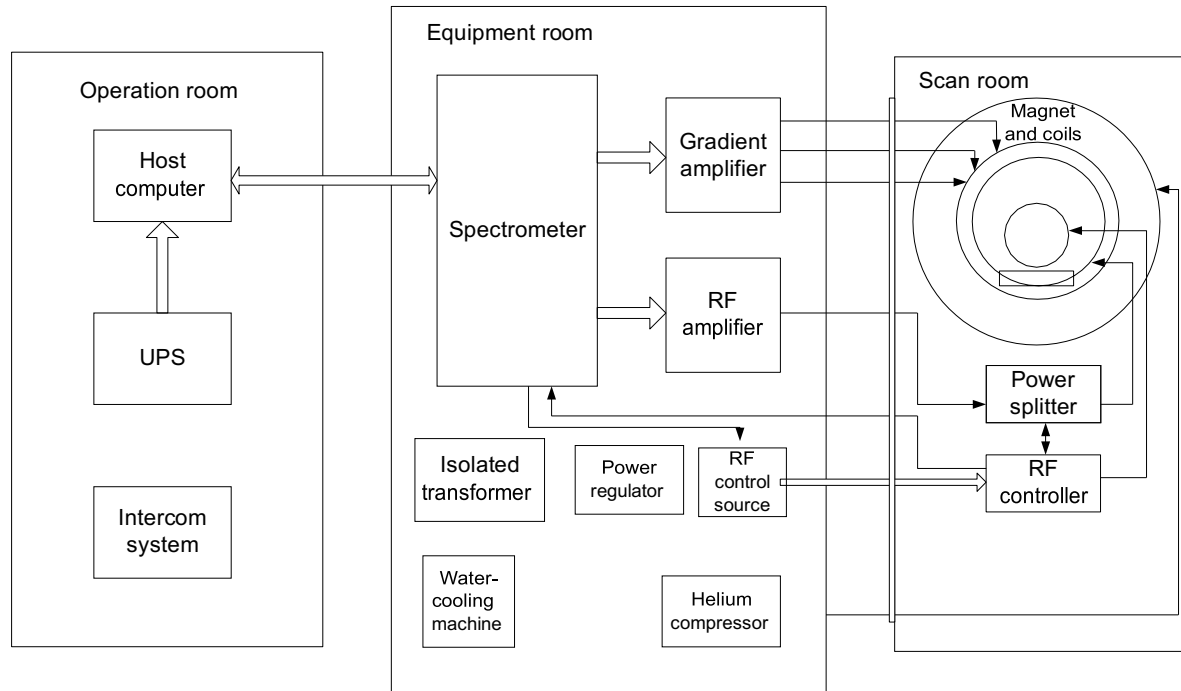 Operation room
Host
computer
UPS
Intercom
system
Equipment room
Spectrometer
Gradient
amplifier
RF
amplifier
Isolated
transformer
Power
regulator
RF
control
source
Water-
cooling
machine
Helium
compressor
Scan room
Magnet
and coils
Power
splitter
RF
controller